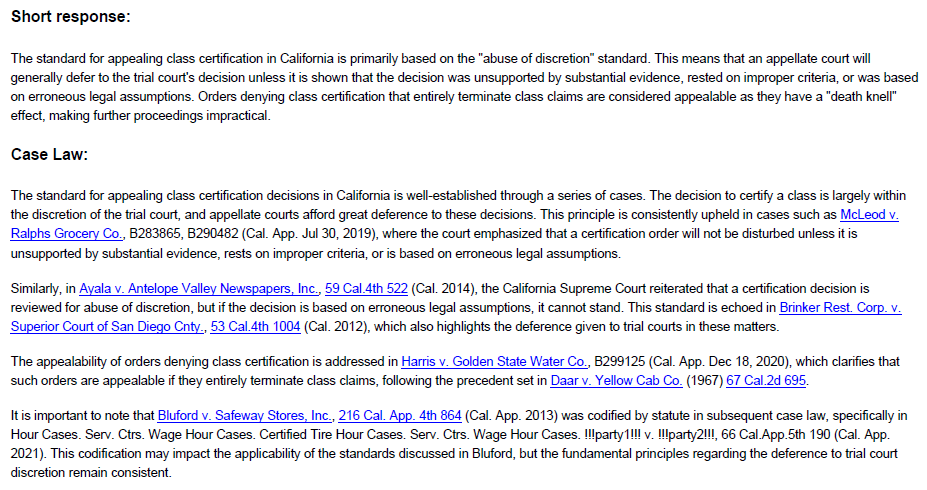 Short response:
The standard for appealing class certification in California is primarily based on the "abuse of discretion" standard. This means that an appellate court will
generally defer to the trial court's decision unless it is shown that the decision was unsupported by substantial evidence, rested on improper criteria, or was based
on erroneous legal assumptions. Orders denying class certification that entirely terminate class claims are considered appealable as they have a "death knell"
effect, making further proceedings impractical.
Case Law:
The standard for appealing class certification decisions in California is well-established through a series of cases. The decision to certify a class is largely within
the discretion of the trial court, and appellate courts afford great deference to these decisions. This principle is consistently upheld in cases such as McLeod v.
Ralphs Grocery Co., B283865, B290482 (Cal. App. Jul 30, 2019), where the court emphasized that a certification order will not be disturbed unless it is
unsupported by substantial evidence, rests on improper criteria, or is based on erroneous legal assumptions.
Similarly, in Ayala v. Antelope Valley Newspapers, Inc., 59 Cal.4th 522 (Cal. 2014), the California Supreme Court reiterated that a certification decision is
reviewed for abuse of discretion, but if the decision is based on erroneous legal assumptions, it cannot stand. This standard is echoed in Brinker Rest. Corp. v.
Superior Court of San Diego Cnty., 53 Cal.4th 1004 (Cal. 2012), which also highlights the deference given to trial courts in these matters.
The appealability of orders denying class certification is addressed in Harris v. Golden State Water Co., B299125 (Cal. App. Dec 18, 2020), which clarifies that
such orders are appealable if they entirely terminate class claims, following the precedent set in Daar v. Yellow Cab Co. (1967) 67 Cal.2d 695.
It is important to note that Bluford v. Safeway Stores, Inc., 216 Cal. App. 4th 864 (Cal. App. 2013) was codified by statute in subsequent case law, specifically in
Hour Cases. Serv. Ctrs. Wage Hour Cases. Certified Tire Hour Cases. Serv. Ctrs. Wage Hour Cases. !!!party1!!! v. !!!party2!!!, 66 Cal.App.5th 190 (Cal. App.
2021). This codification may impact the applicability of the standards discussed in Bluford, but the fundamental principles regarding the deference to trial court
discretion remain consistent.